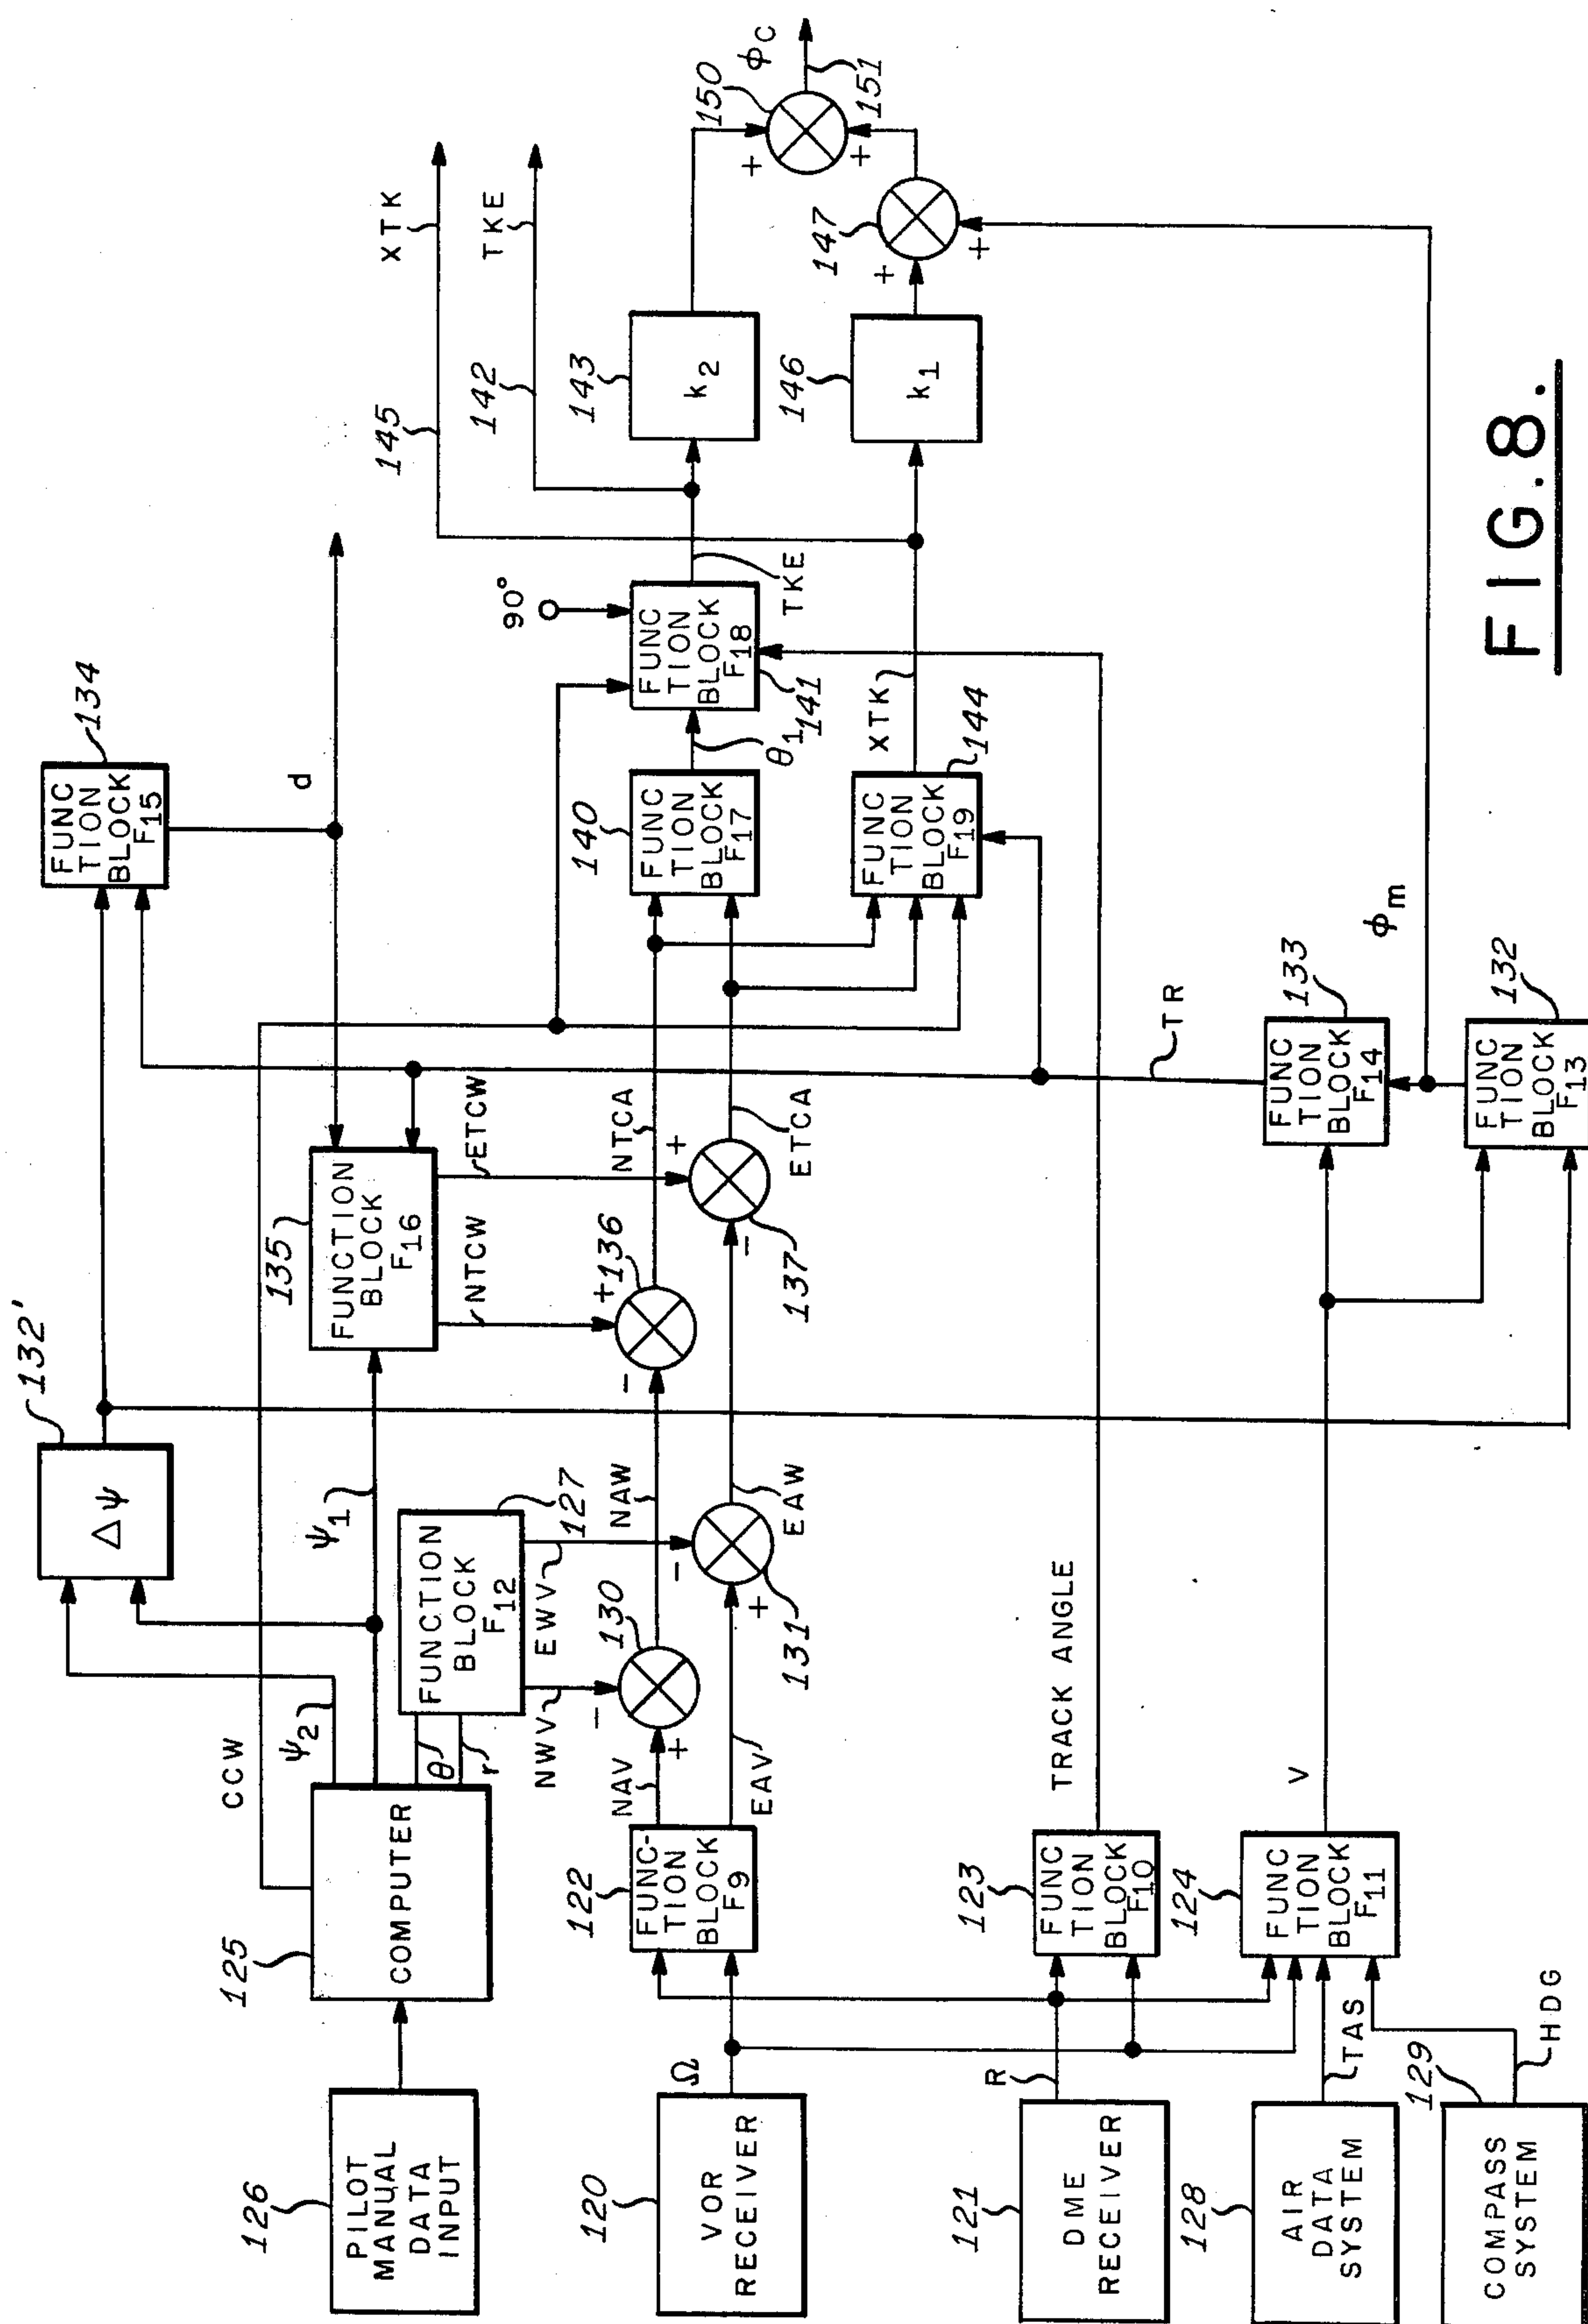 126
PILOT
MANUAL
DATA
INPUT
125
COMPUTER
CCW
Ψ2
Ψ1
θ
r
132'
Δ Ψ
127
FUNCTION
BLOCK
F12
NWV
EWV
135
FUNCTION
BLOCK
F16
NTCW
ETCW
134
FUNC
TION
BLOCK
F15
d
120
VOR
RECEIVER
Ω
122
FUNC-
TION
BLOCK
F9
NAV
EAV
130
+
-
131
+
-
NAW
EAW
136
+
-
137
+
-
NTCA
ETCA
140
FUNC
TION
BLOCK
F17
θ1
90°
FUNC
TION
BLOCK
F18
141
TKE
145
XTK
142
TKE
143
k2
144
FUNC
TION
BLOCK
F19
XTK
146
k1
147
+
+
150
+
+
151
ΦC
121
DME
RECEIVER
R
123
FUNC
TION
BLOCK
F10
TRACK ANGLE
128
AIR
DATA
SYSTEM
TAS
124
FUNC
TION
BLOCK
F11
V
129
COMPASS
SYSTEM
HDG
133
FUNC
TION
BLOCK
F14
TR
132
FUNC
TION
BLOCK
F13
Φm
FIG.8.